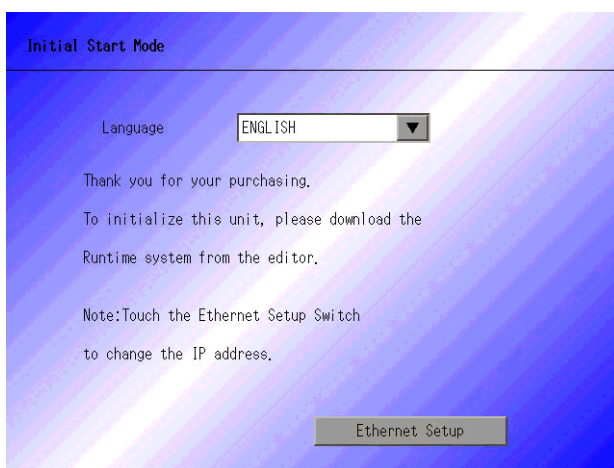 Initial Start Mode
Language ENGLISH
Thank you for your purchasing.
To initialize this unit, please download the
Runtime system from the editor.
Note:Touch the Ethernet Setup Switch
to change the IP address.
Ethernet Setup